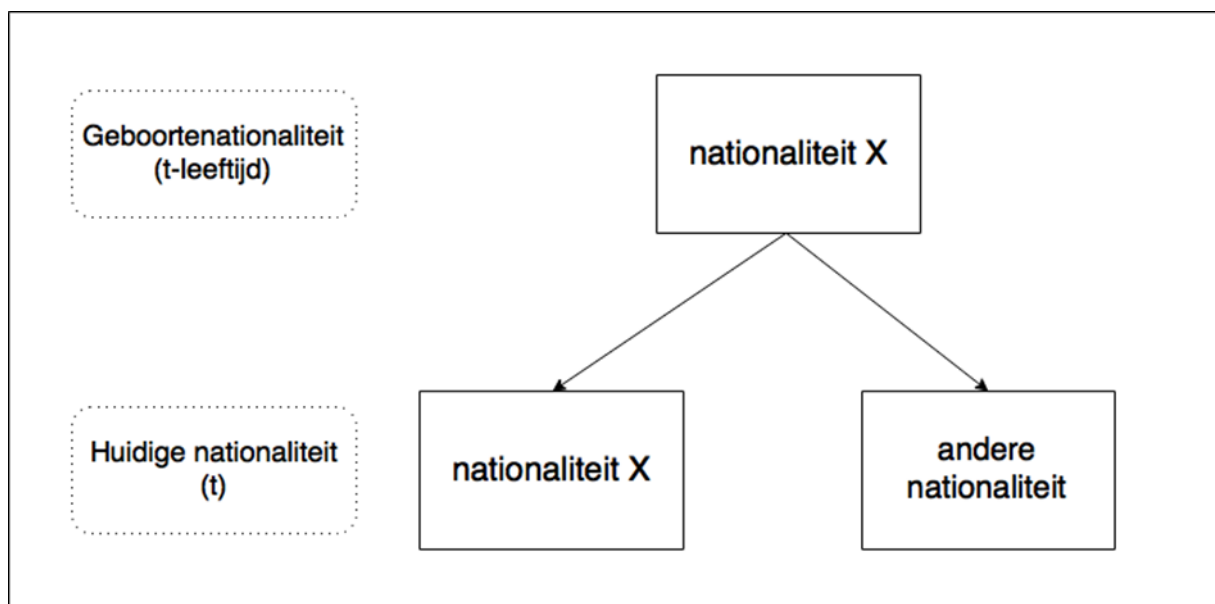 Geboortenationaliteit
(t-leeftijd)
nationaliteit X
Huidige nationaliteit
(t)
nationaliteit X
andere
nationaliteit